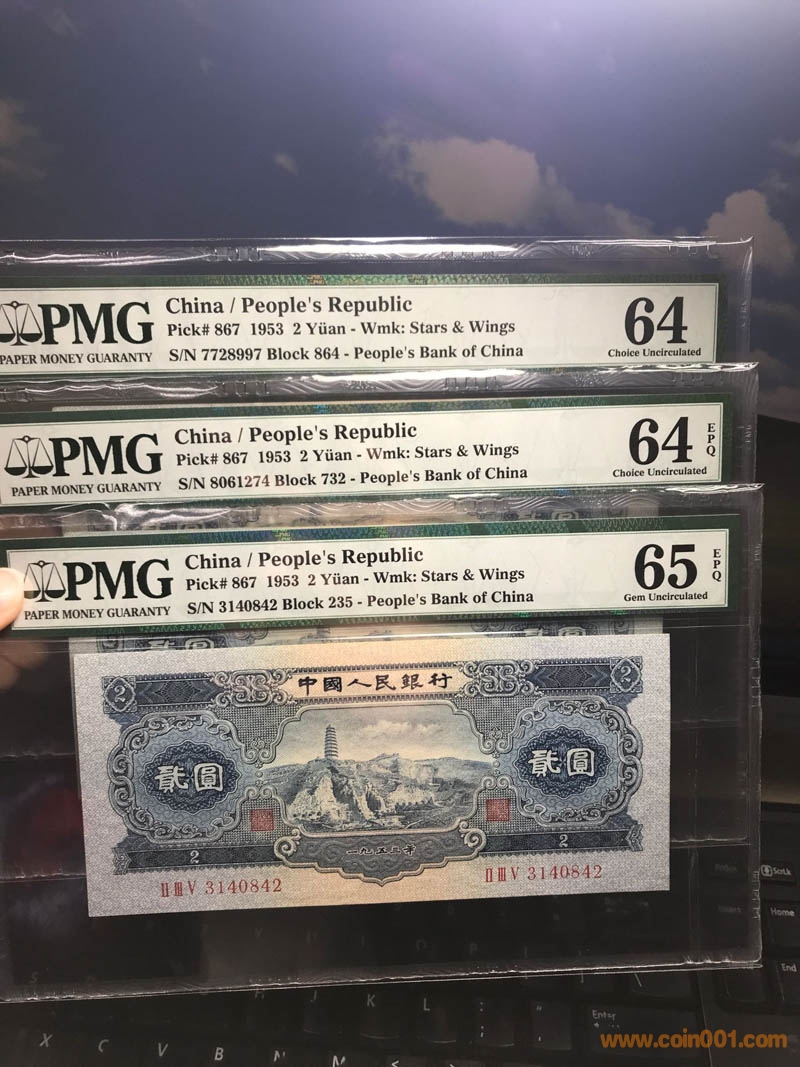 PMG
PAPER MONEY GUARANTY
China / People's Republic
Pick# 867 1953 2 Yüan - Wmk: Stars & Wings
S/N 7728997 Block 864 - People's Bank of China
64
Choice Uncirculated
PMG
PAPER MONEY GUARANTY
China / People's Republic
Pick# 867 1953 2 Yüan - Wmk: Stars & Wings
S/N 8061274 Block 732 - People's Bank of China
64
EPQ
Choice Uncirculated
PMG
PAPER MONEY GUARANTY
China / People's Republic
Pick# 867 1953 2 Yüan - Wmk: Stars & Wings
S/N 3140842 Block 235 - People's Bank of China
65
EPQ
Gem Uncirculated
中國人民銀行
2
2
貳圓
貳圓
一九五三年
2
2
II III V 3140842
II III V 3140842
ScrLk
Home
End
Enter
J K L : ;
X C V B N M <
www.coin001.com